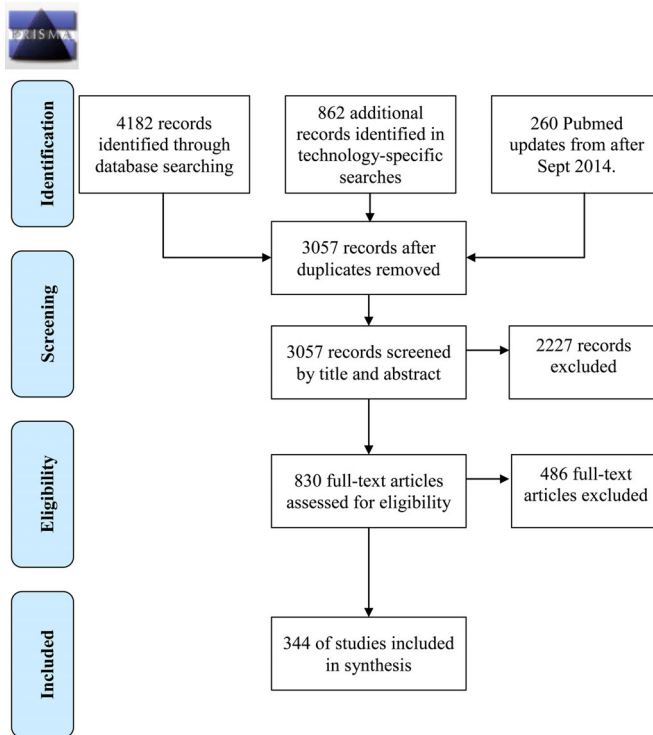 PRISMA
Identification
4182 records
identified through
database searching
862 additional
records identified in
technology-specific
searches
260 Pubmed
updates from after
Sept 2014.
3057 records after
duplicates removed
Screening
3057 records screened
by title and abstract
2227 records
excluded
Eligibility
830 full-text articles
assessed for eligibility
486 full-text
articles excluded
Included
344 of studies included
in synthesis